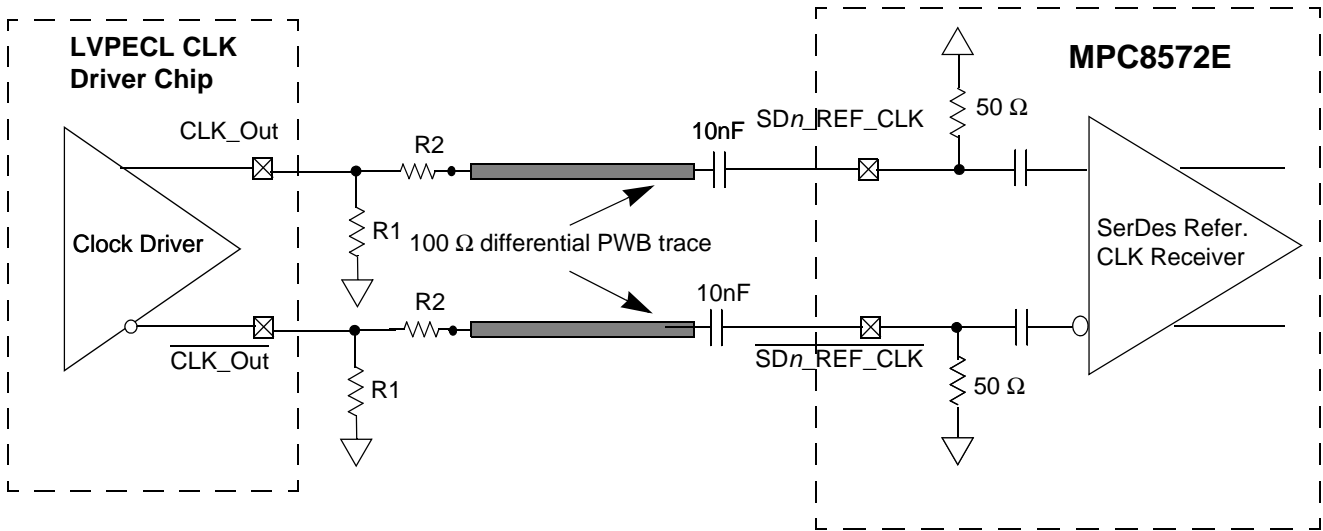 LVPECL CLK
Driver Chip
MPC8572E
CLK_Out
R2
10nF
SDn_REF_CLK
50 Ω
Clock Driver
R1
100 Ω differential PWB trace
SerDes Refer.
CLK Receiver
R2
10nF
CLK_Out
SDn_REF_CLK
R1
50 Ω